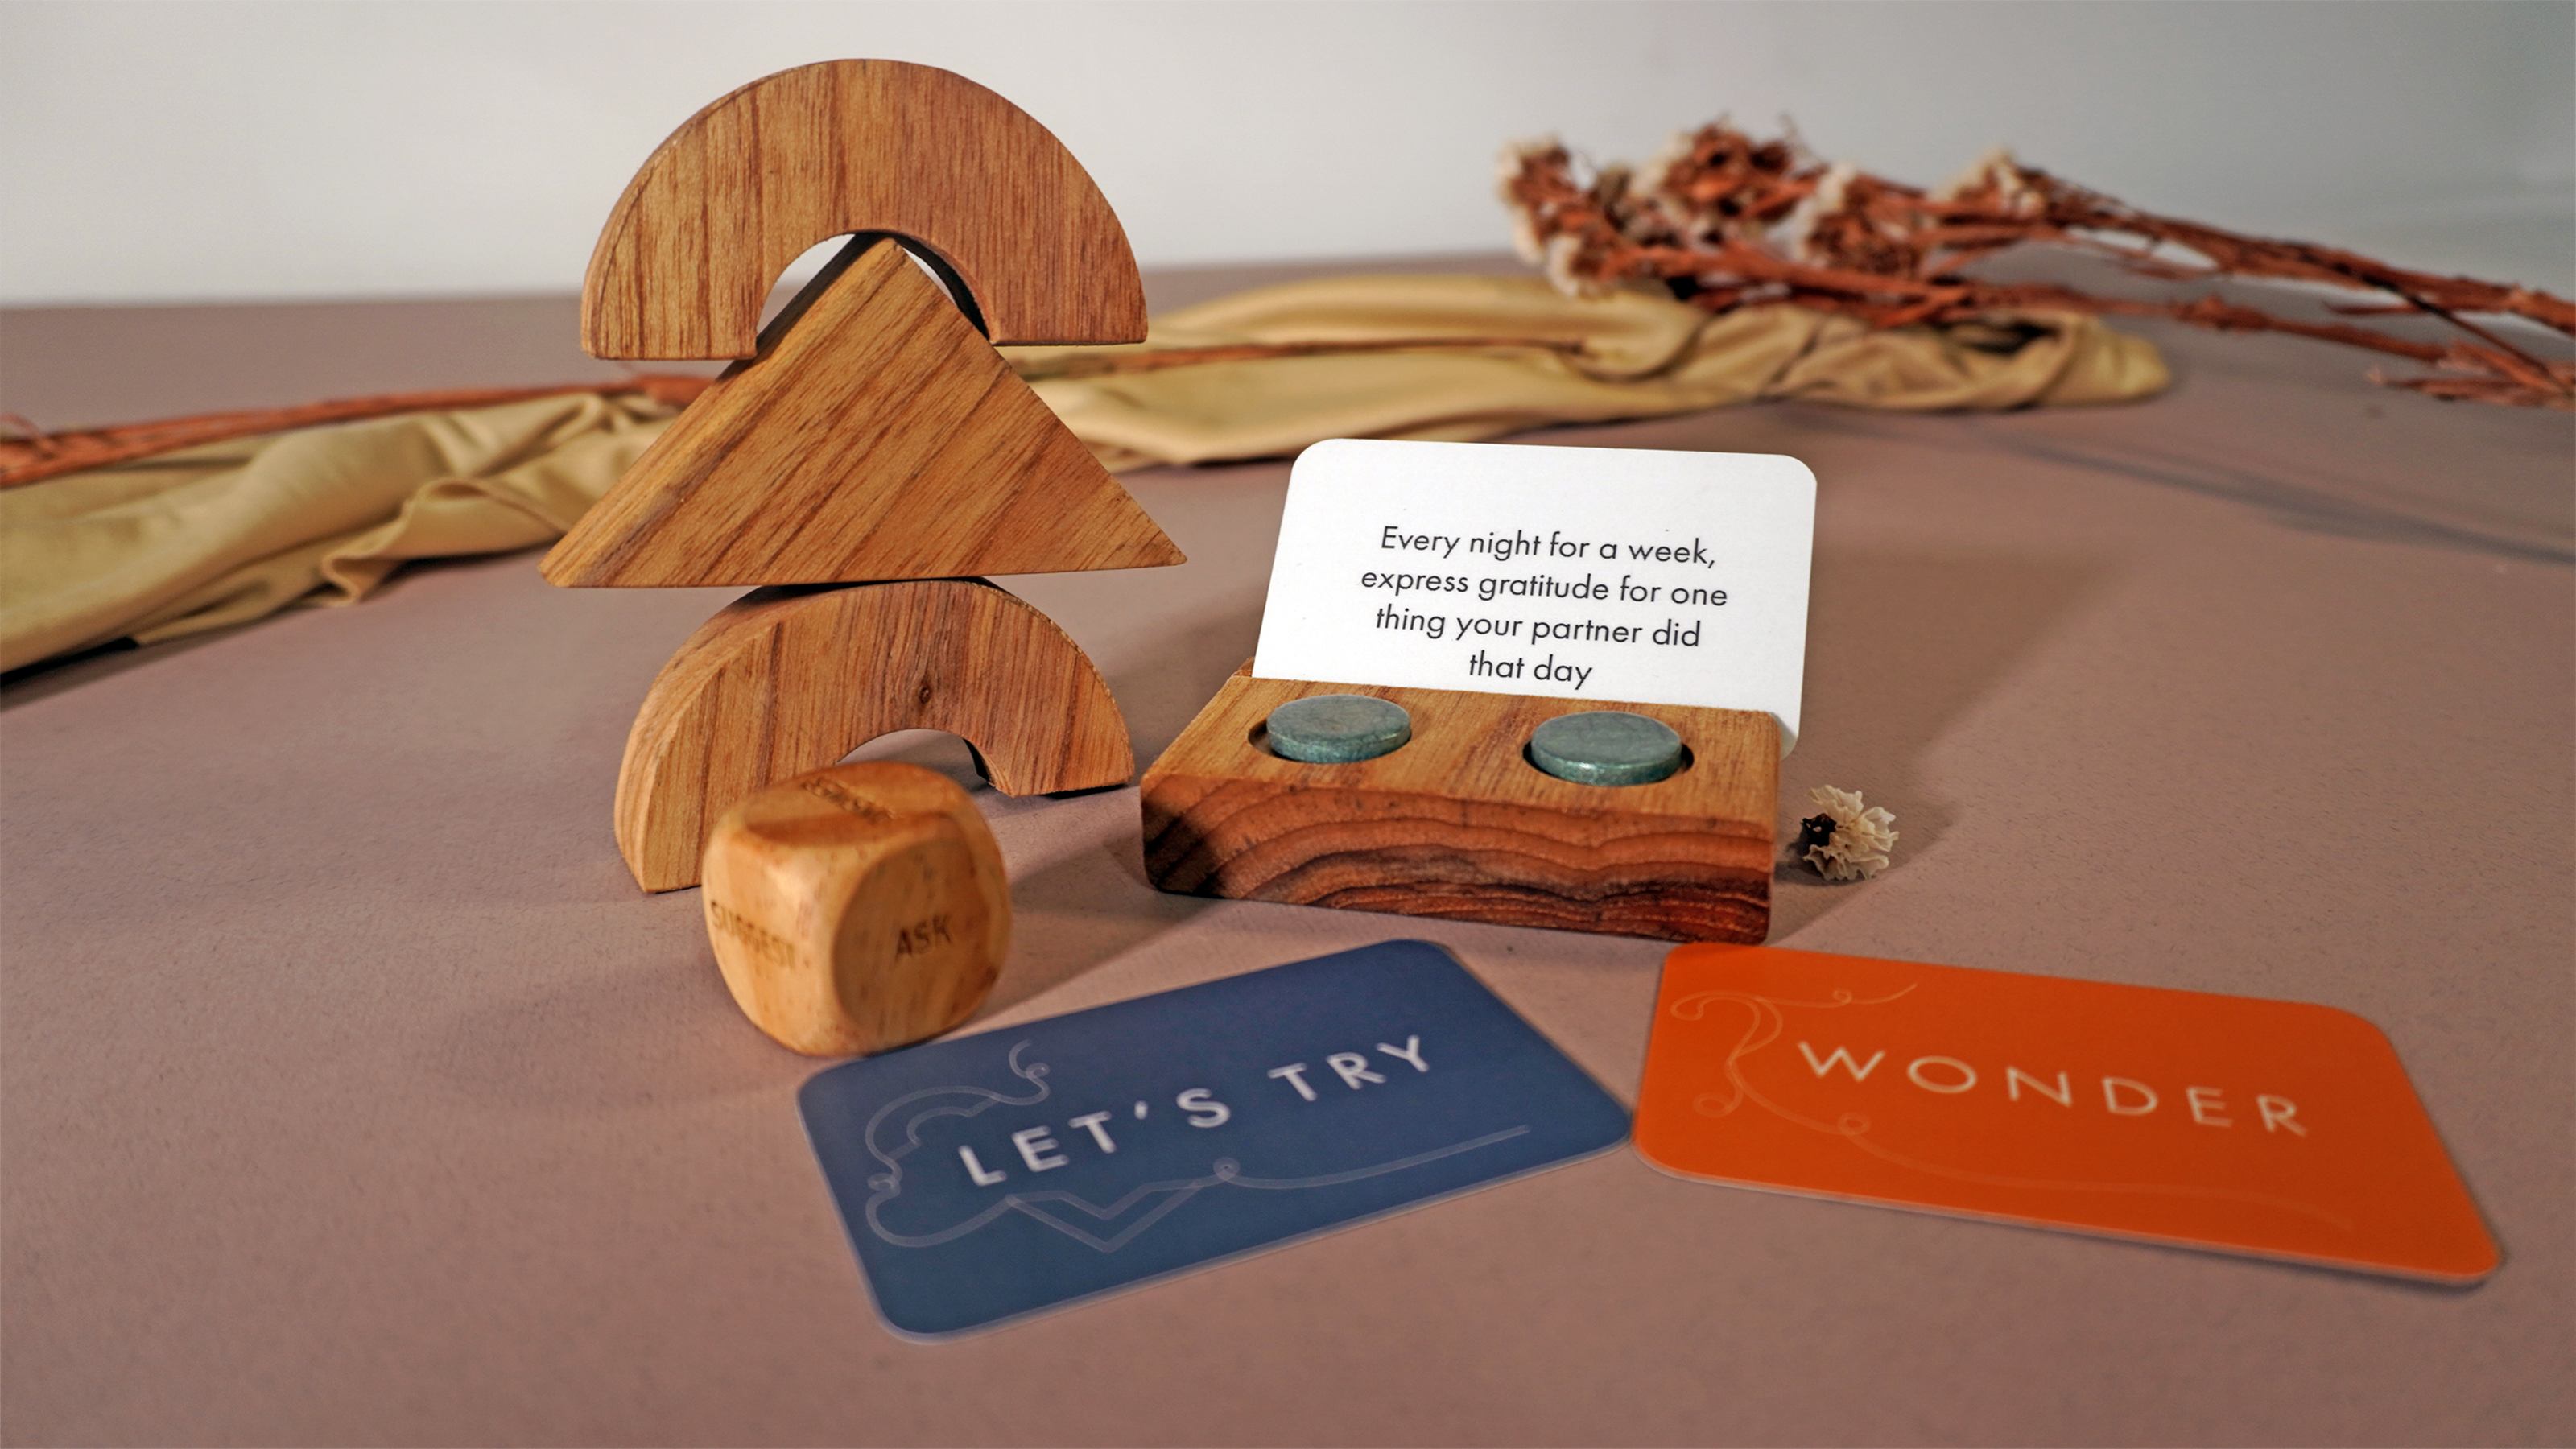 Every night for a week,
express gratitude for one
thing your partner did
that day
SUGGEST
ASK
LET'S TRY
WONDER